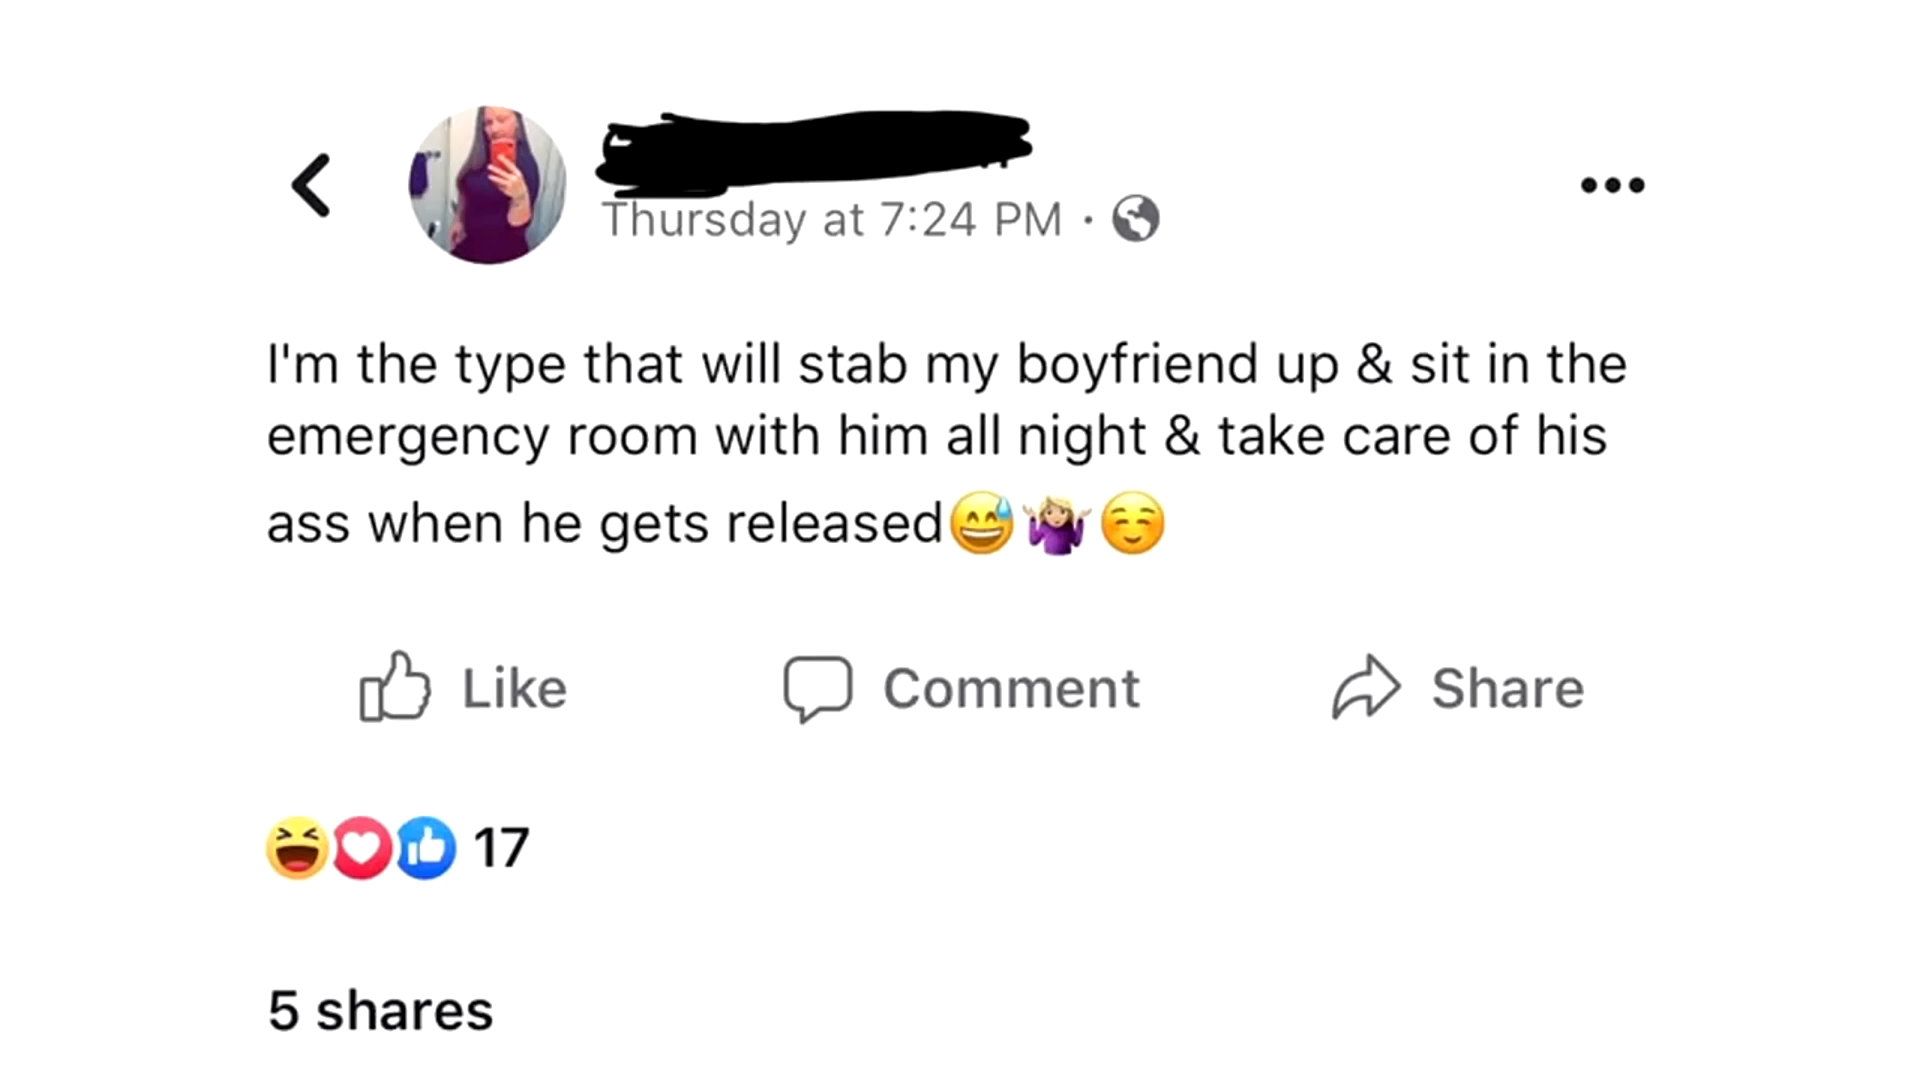 Thursday at 7:24 PM ·
I'm the type that will stab my boyfriend up & sit in the
emergency room with him all night & take care of his
ass when he gets released😅🤷🏼‍♀️☺️
Like Comment Share
17
5 shares